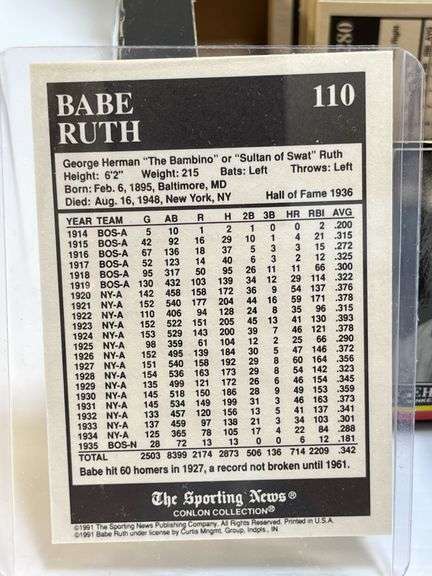 BABE 110
RUTH
George Herman "The Bambino" or "Sultan of Swat" Ruth
Height: 6'2" Weight: 215 Bats: Left Throws: Left
Born: Feb. 6, 1895, Baltimore, MD
Died: Aug. 16, 1948, New York, NY Hall of Fame 1936
YEAR TEAM G AB R H 2B 3B HR RBI AVG
1914 BOS-A 5 10 1 2 1 0 0 2 .200
1915 BOS-A 42 92 16 29 10 1 4 21 .315
1916 BOS-A 67 136 18 37 5 3 3 15 .272
1917 BOS-A 52 123 14 40 6 3 2 12 .325
1918 BOS-A 95 317 50 95 26 11 11 66 .300
1919 BOS-A 130 432 103 139 34 12 29 114 .322
1920 NY-A 142 458 158 172 36 9 54 137 .376
1921 NY-A 152 540 177 204 44 16 59 171 .378
1922 NY-A 110 406 94 128 24 8 35 96 .315
1923 NY-A 152 522 151 205 45 13 41 130 .393
1924 NY-A 153 529 143 200 39 7 46 121 .378
1925 NY-A 98 359 61 104 12 2 25 66 .290
1926 NY-A 152 495 139 184 30 5 47 146 .372
1927 NY-A 151 540 158 192 29 8 60 164 .356
1928 NY-A 154 536 163 173 29 8 54 142 .323
1929 NY-A 135 499 121 172 26 6 46 154 .345
1930 NY-A 145 518 150 186 28 9 49 153 .359
1931 NY-A 145 534 149 199 31 3 46 163 .373
1932 NY-A 133 457 120 156 13 5 41 137 .341
1933 NY-A 137 459 97 138 21 3 34 103 .301
1934 NY-A 125 365 78 105 17 4 22 84 .288
1935 BOS-N 28 72 13 13 0 0 6 12 .181
TOTAL 2503 8399 2174 2873 506 136 714 2209 .342
Babe hit 60 homers in 1927, a record not broken until 1961.
The Sporting News®
CONLON COLLECTION®
©1991 The Sporting News Publishing Company. All Rights Reserved. Printed in U.S.A.
©1991 Babe Ruth under license by Curtis Mngmt. Group, Indpls., IN